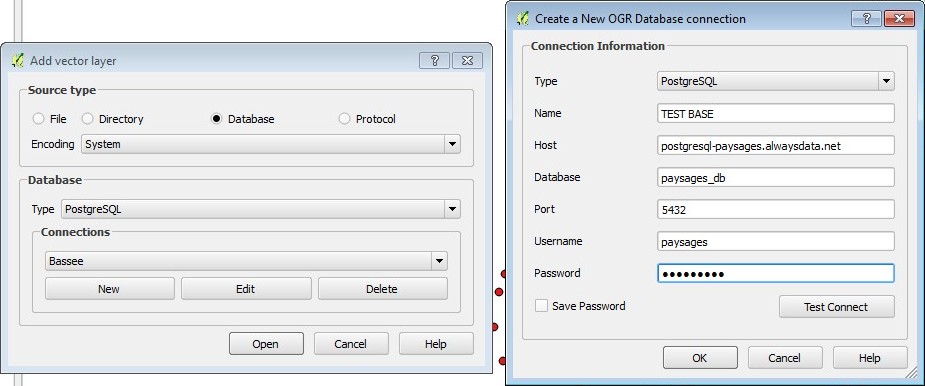 Add vector layer
Source type
File Directory Database Protocol
Encoding System
Database
Type PostgreSQL
Connections
Bassee
New Edit Delete
Open Cancel Help
Create a New OGR Database connection
Connection Information
Type PostgreSQL
Name TEST BASE
Host postgresql-paysages.alwaysdata.net
Database paysages_db
Port 5432
Username paysages
Password ●●●●●●●●●
Save Password Test Connect
OK Cancel Help